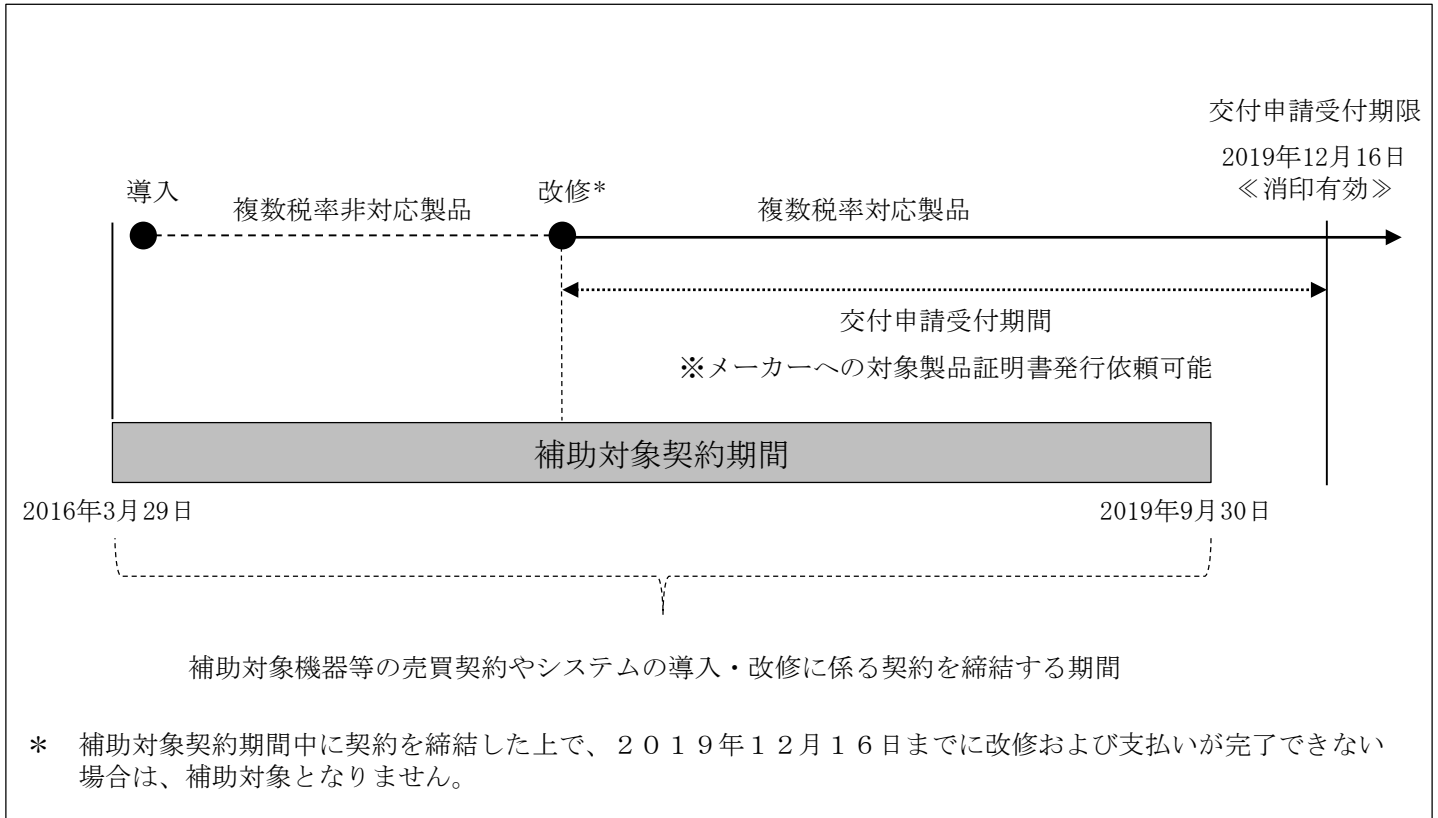 交付申請受付期限
2019年12月16日
≪消印有効≫
導入
複数税率非対応製品
改修*
複数税率対応製品
交付申請受付期間
※メーカーへの対象製品証明書発行依頼可能
補助対象契約期間
2016年3月29日
2019年9月30日
補助対象機器等の売買契約やシステムの導入・改修に係る契約を締結する期間
* 補助対象契約期間中に契約を締結した上で、２０１９年１２月１６日までに改修および支払いが完了できない
場合は、補助対象となりません。